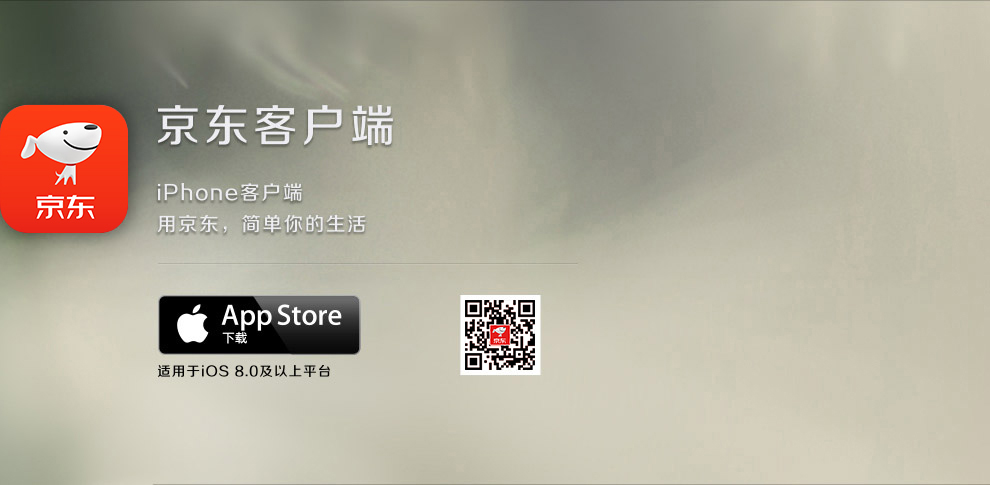 京东客户端
京东
iPhone客户端
用京东，简单你的生活
App Store
下载
适用于iOS 8.0及以上平台
京东